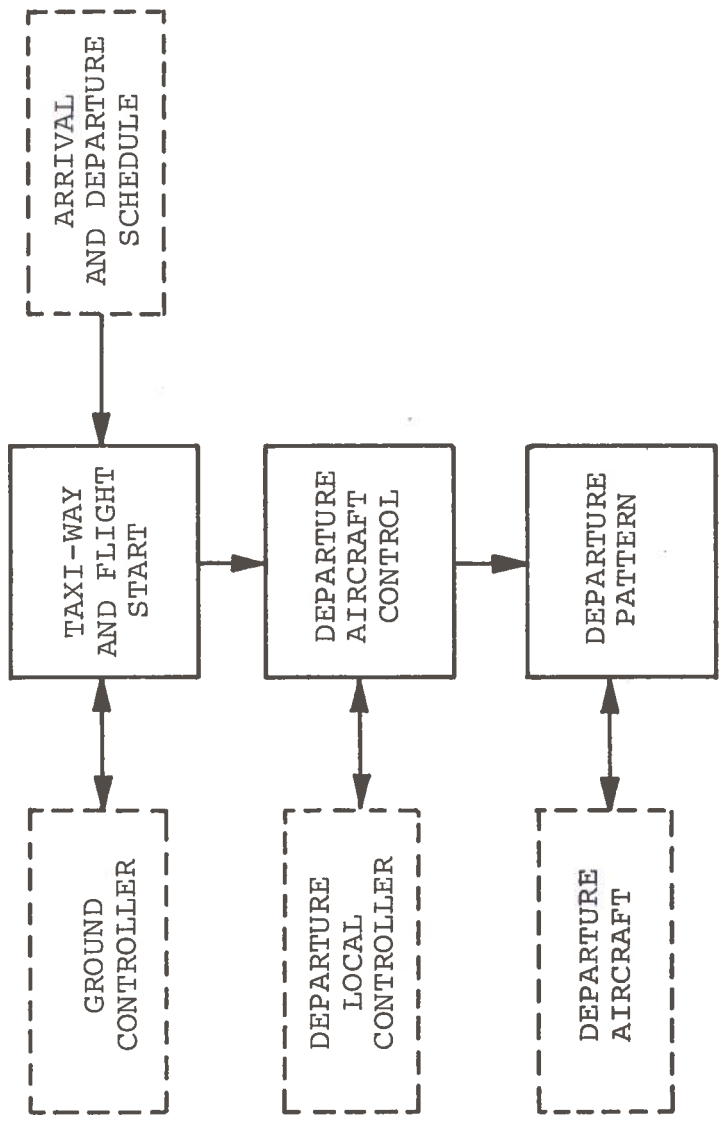 GROUND
CONTROLLER
TAXI-WAY
AND FLIGHT
START
ARRIVAL
AND DEPARTURE
SCHEDULE
DEPARTURE
LOCAL
CONTROLLER
DEPARTURE
AIRCRAFT
CONTROL
DEPARTURE
AIRCRAFT
DEPARTURE
PATTERN